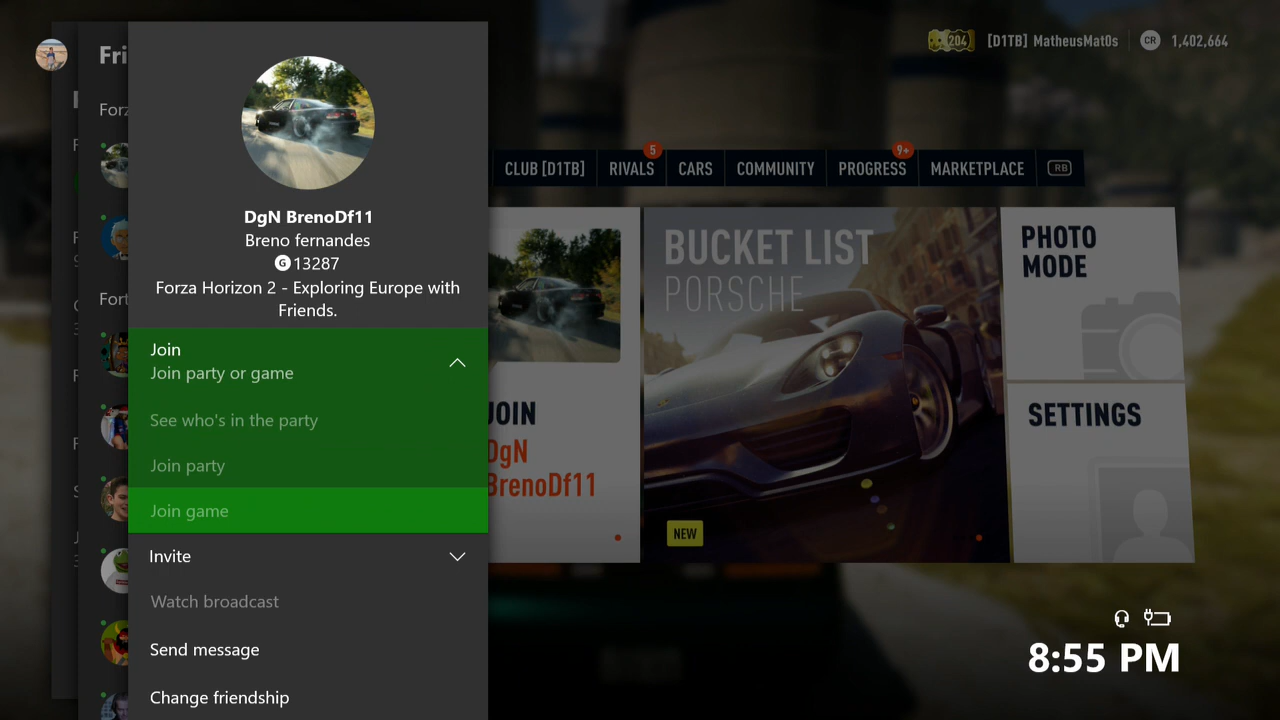 Fri
Forz
Fort
DgN BrenoDf11
Breno fernandes
G 13287
Forza Horizon 2 - Exploring Europe with
Friends.
Join
Join party or game
See who's in the party
Join party
Join game
Invite
Watch broadcast
Send message
Change friendship
204
[D1TB] MatheusMat0s
CR
1,402,664
CLUB [D1TB]
RIVALS
5
CARS
COMMUNITY
PROGRESS
9+
MARKETPLACE
RB
JOIN
DgN
BrenoDf11
BUCKET LIST
PORSCHE
NEW
PHOTO
MODE
SETTINGS
8:55 PM